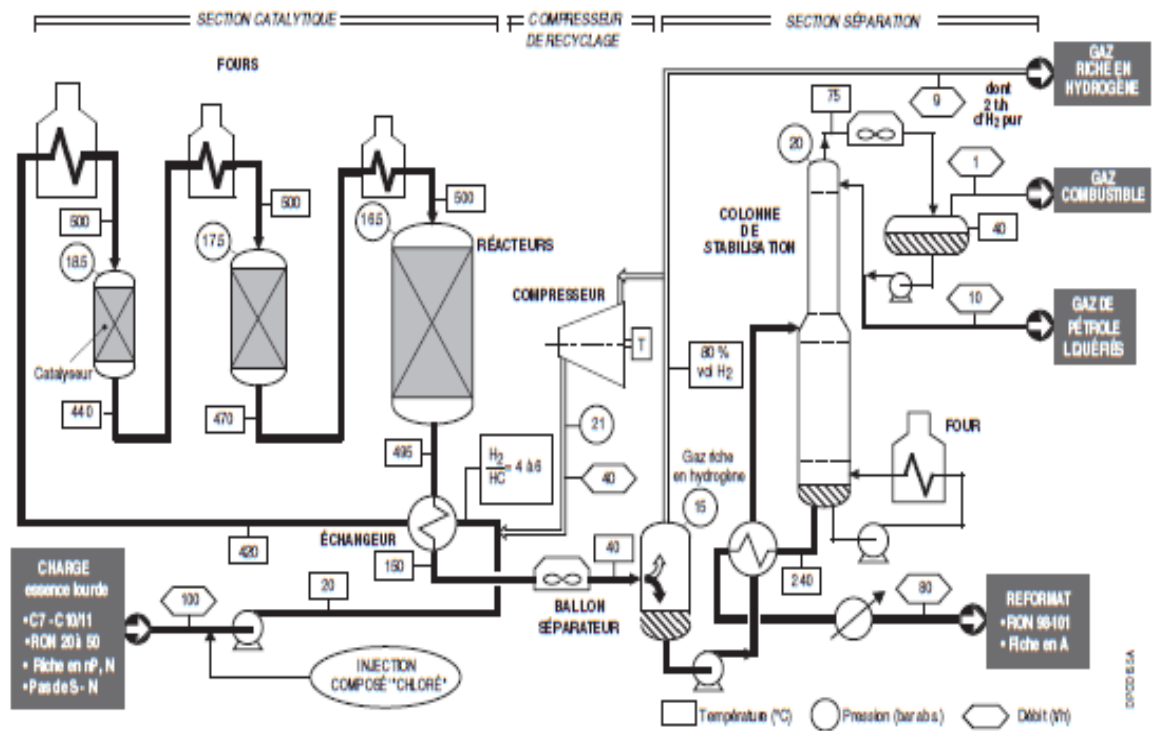 SECTION CATALYTIQUE
COMPRESSEUR
DE RECYCLAGE
SECTION SÉPARATION
FOURS
GAZ
RICHE EN
HYDROGÈNE
9
dont
2 t/h
d'H2 pur
75
20
1
GAZ
COMBUSTIBLE
40
COLONNE
DE
STABILISATION
10
GAZ DE
PÉTROLE
LIQUÉFIÉS
500
500
500
18.5
17.5
16.5
RÉACTEURS
Catalyseur
440
470
495
COMPRESSEUR
T
80 %
vol H2
21
40
H2
HC
= 4 à 6
Gaz riche
en hydrogène
15
FOUR
ÉCHANGEUR
420
150
40
240
BALLON
SÉPARATEUR
CHARGE
essence lourde
•C7 - C10/11
•RON 20 à 50
• Riche en nP, N
•Pas de S - N
100
20
INJECTION
COMPOSÉ "CHLORÉ"
80
REFORMAT
•RON 98-101
•Riche en A
Température (°C)
Pression (bar abs.)
Débit (t/h)